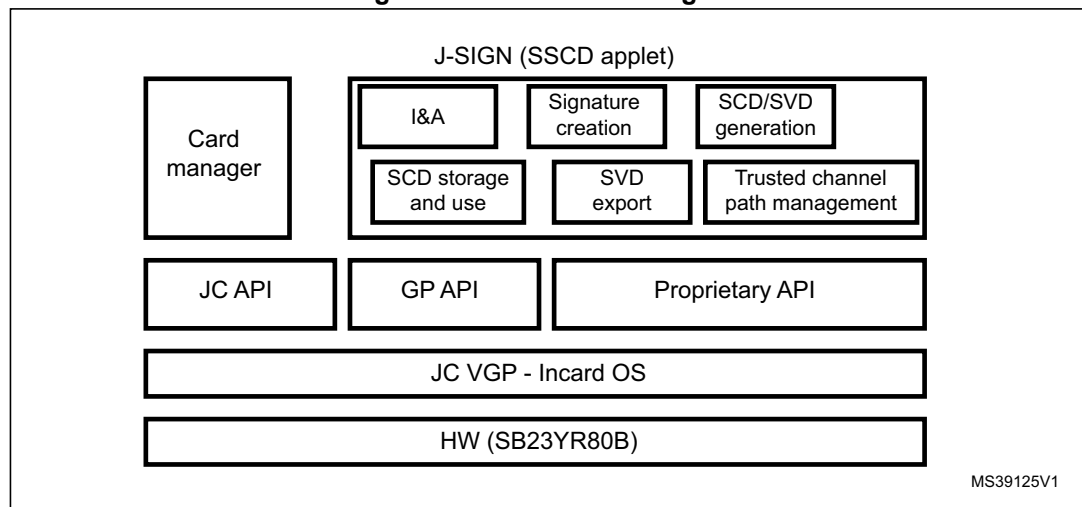 J-SIGN (SSCD applet)
Card
manager
I&A
Signature
creation
SCD/SVD
generation
SCD storage
and use
SVD
export
Trusted channel
path management
JC API
GP API
Proprietary API
JC VGP - Incard OS
HW (SB23YR80B)
MS39125V1